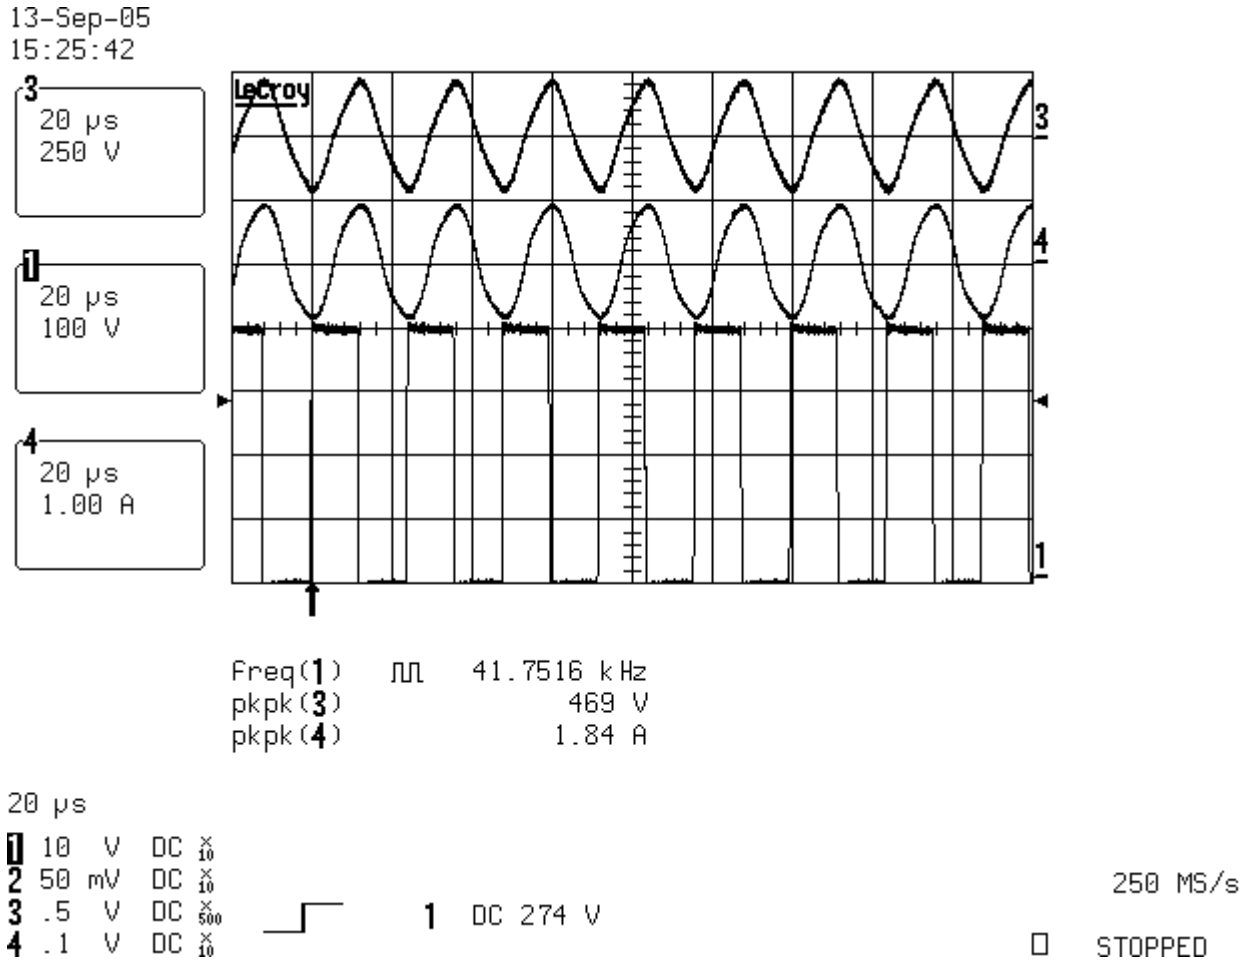 13-Sep-05
15:25:42
3
20 µs
250 V
1
20 µs
100 V
4
20 µs
1.00 A
LeCroy
3
4
1
Freq(1) 41.7516 kHz
pkpk(3) 469 V
pkpk(4) 1.84 A
20 µs
1 10 V DC x10
2 50 mV DC x10
3 .5 V DC x500
4 .1 V DC x10
1 DC 274 V
250 MS/s
STOPPED